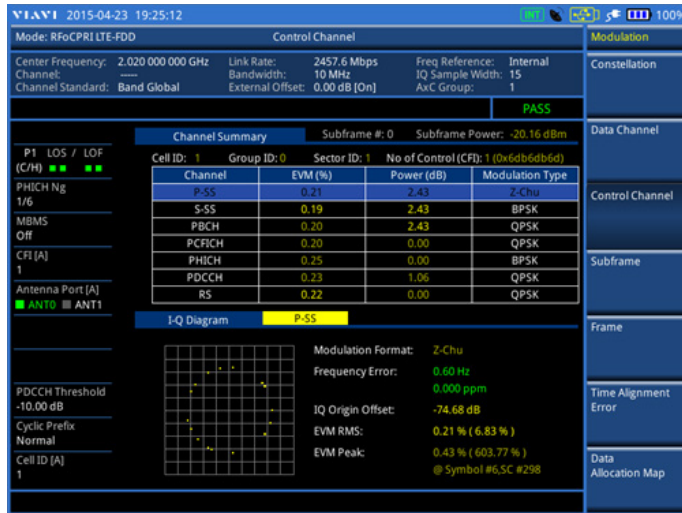 VIAVI 2015-04-23 19:25:12 INT 100%
Mode: RFoCPRI LTE-FDD Control Channel Modulation
Center Frequency: 2.020 000 000 GHz Link Rate: 2457.6 Mbps Freq Reference: Internal
Channel: ----- Bandwidth: 10 MHz IQ Sample Width: 15
Channel Standard: Band Global External Offset: 0.00 dB [On] AxC Group: 1
PASS
Channel Summary Subframe #: 0 Subframe Power: -20.16 dBm
Cell ID: 1 Group ID: 0 Sector ID: 1 No of Control (CFI): 1 (0x6db6db6d)
Channel EVM (%) Power (dB) Modulation Type
P-SS 0.21 2.43 Z-Chu
S-SS 0.19 2.43 BPSK
PBCH 0.20 2.43 QPSK
PCFICH 0.20 0.00 QPSK
PHICH 0.25 0.00 BPSK
PDCCH 0.23 1.06 QPSK
RS 0.22 0.00 QPSK
I-Q Diagram P-SS
Modulation Format: Z-Chu
Frequency Error: 0.60 Hz
0.000 ppm
IQ Origin Offset: -74.68 dB
EVM RMS: 0.21 % ( 6.83 % )
EVM Peak: 0.43 % ( 603.77 % )
@ Symbol #6,SC #298
P1 LOS / LOF
(C/H)
PHICH Ng
1/6
MBMS
Off
CFI [A]
1
Antenna Port [A]
ANT0 ANT1
PDCCH Threshold
-10.00 dB
Cyclic Prefix
Normal
Cell ID [A]
1
Constellation
Data Channel
Control Channel
Subframe
Frame
Time Alignment
Error
Data
Allocation Map